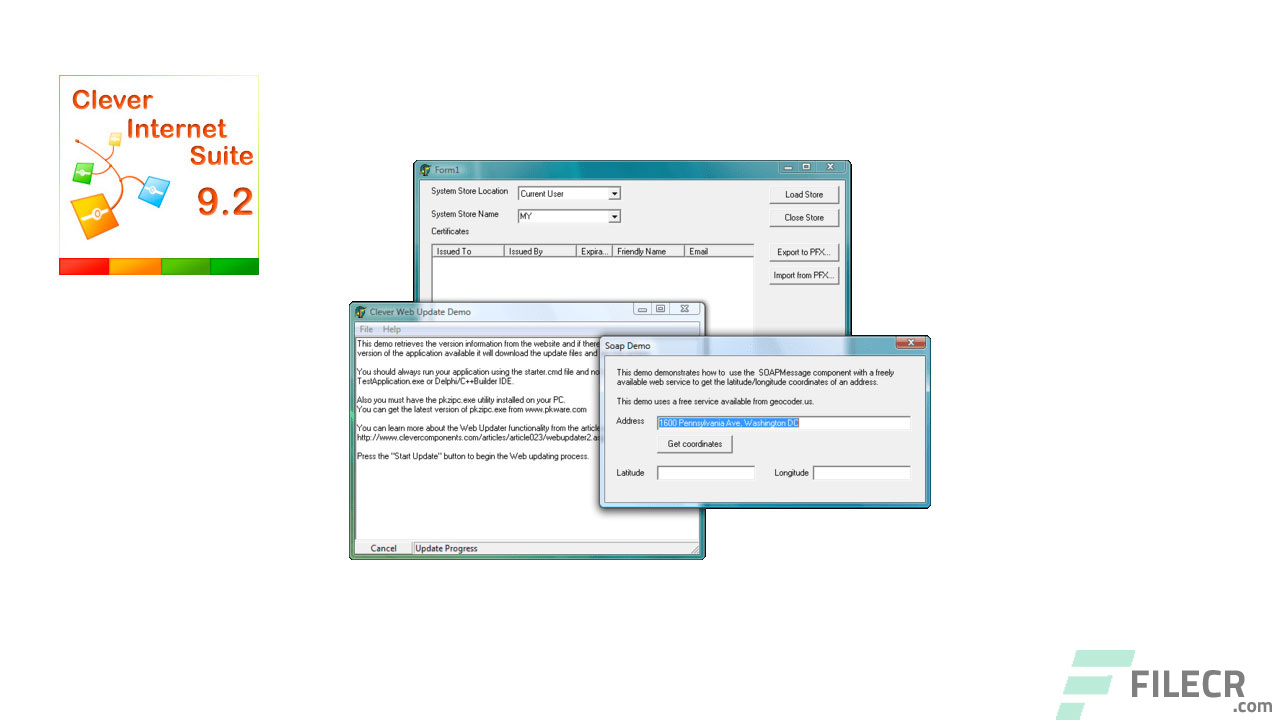 Clever
Internet
Suite
9.2
Form1
System Store Location
Current User
Load Store
System Store Name
MY
Close Store
Certificates
Issued To
Issued By
Expira...
Friendly Name
Email
Export to PFX...
Import from PFX...
Clever Web Update Demo
File Help
This demo retrieves the version information from the website and if there
version of the application available it will download the update files and
You should always run your application using the starter.cmd file and no
TestApplication.exe or Delphi/C++Builder IDE.
Also you must have the pkzipc.exe utility installed on your PC.
You can get the latest version of pkzipc.exe from www.pkware.com
You can learn more about the Web Updater functionality from the article
http://www.clevercomponents.com/articles/article023/webupdater2.as
Press the "Start Update" button to begin the Web updating process.
Cancel
Update Progress
Soap Demo
This demo demonstrates how to use the SOAPMessage component with a freely
available web service to get the latitude/longitude coordinates of an address.
This demo uses a free service available from geocoder.us.
Address
1600 Pennsylvania Ave, Washington DC
Get coordinates
Latitude
Longitude
FILECR
.com